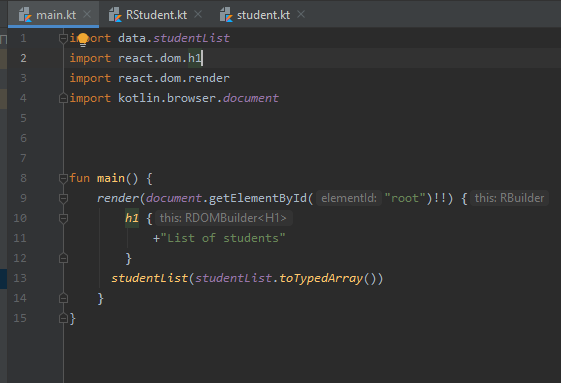 main.kt RStudent.kt student.kt
1 import data.studentList
2 import react.dom.h1
3 import react.dom.render
4 import kotlin.browser.document
5
6
7
8 fun main() {
9 render(document.getElementById( elementId: "root")!!) { this: RBuilder
10 h1 { this: RDOMBuilder<H1>
11 +"List of students"
12 }
13 studentList(studentList.toTypedArray())
14 }
15 }